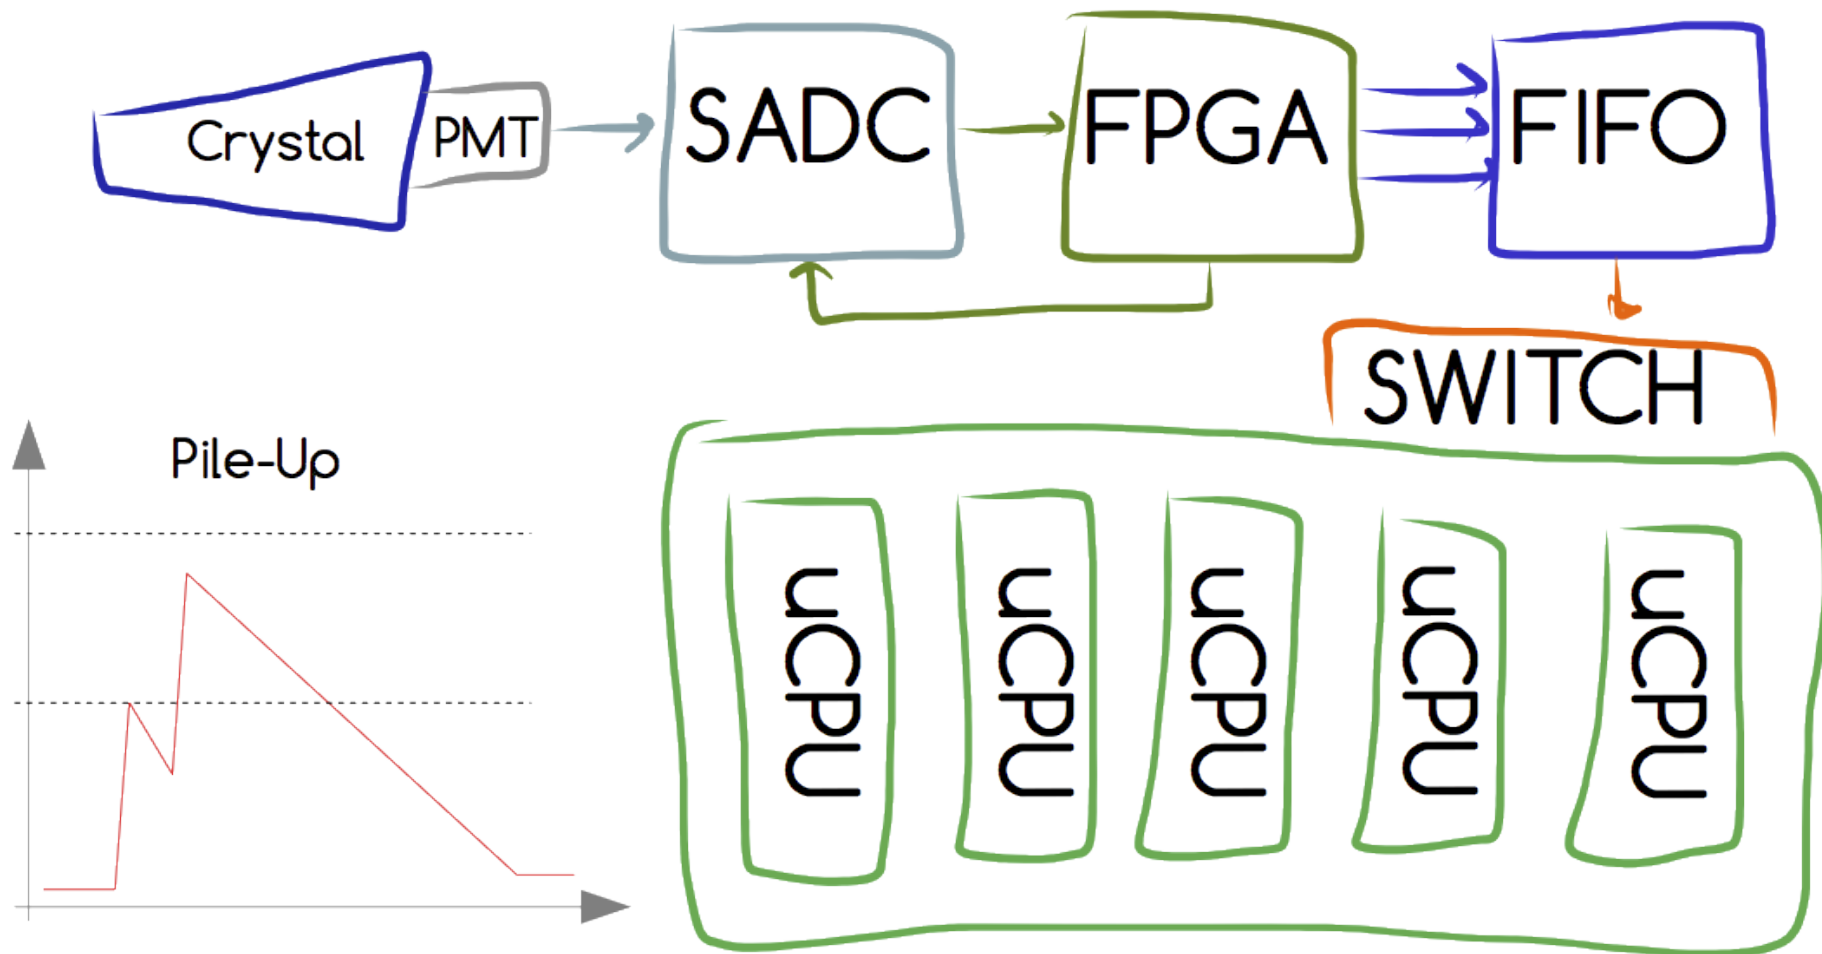 Crystal
PMT
SADC
FPGA
FIFO
SWITCH
Pile-Up
uCPU
uCPU
uCPU
uCPU
uCPU